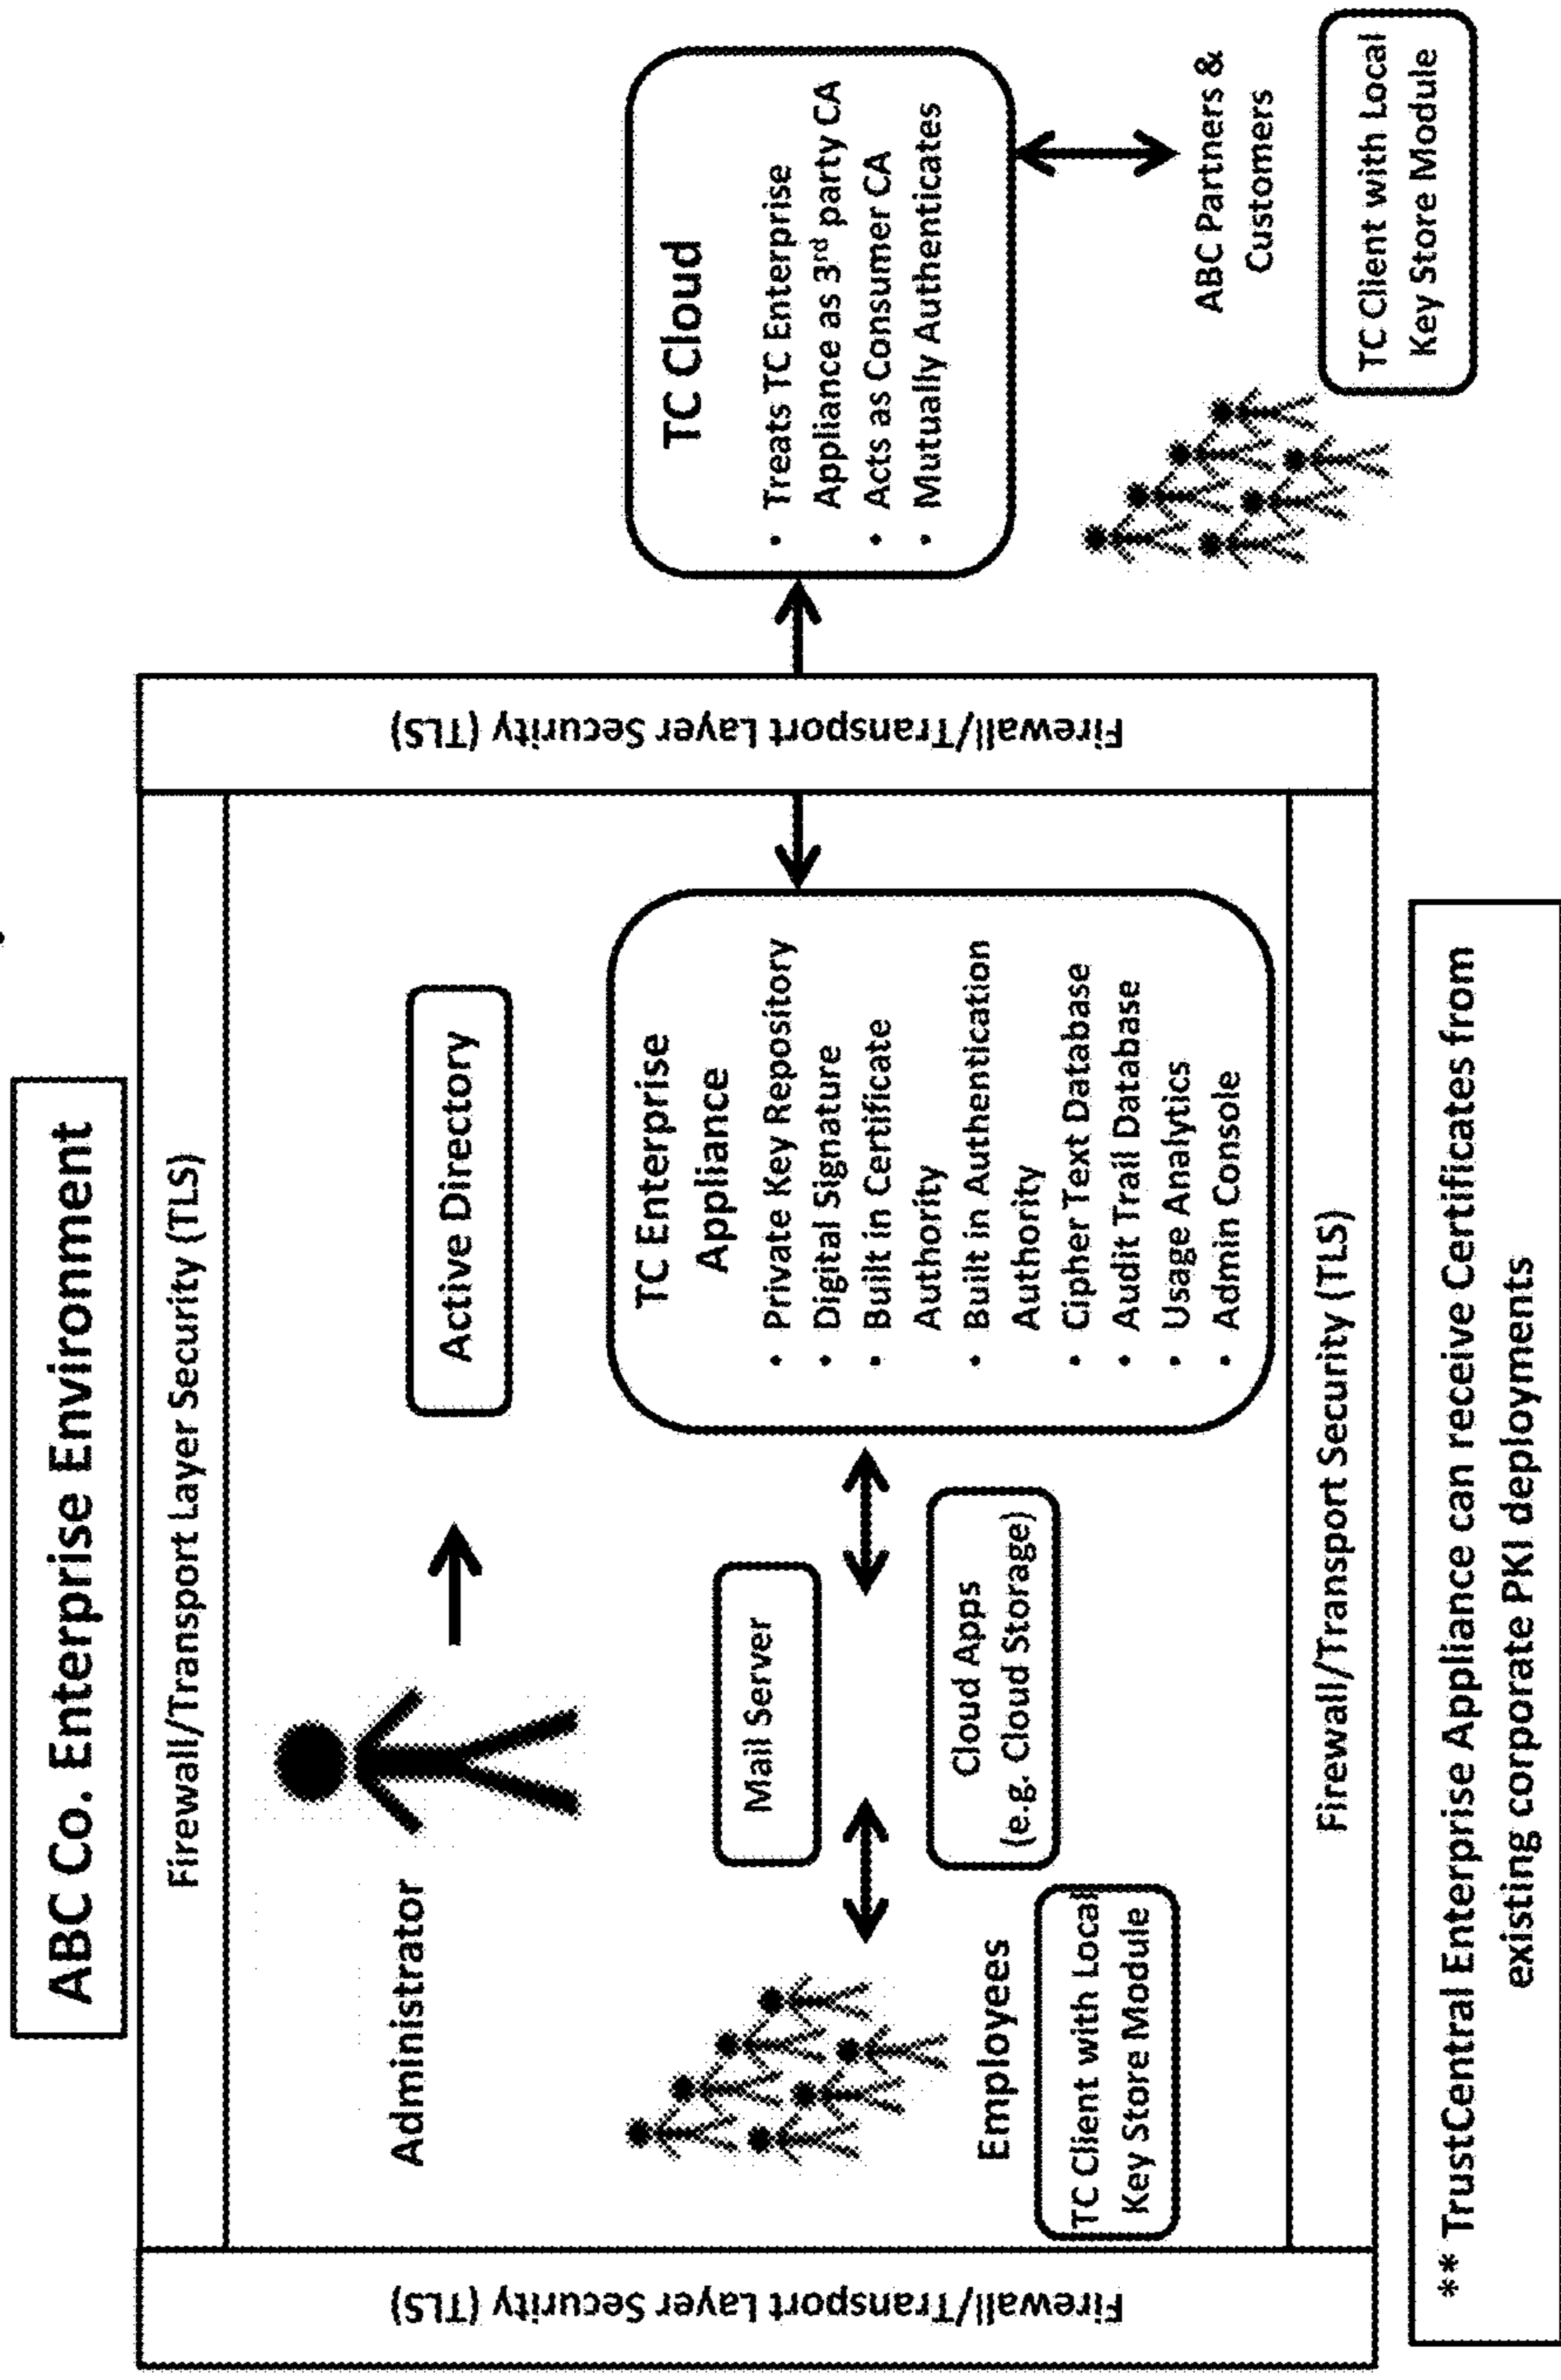 ABC Co. Enterprise Environment
Firewall/Transport Layer Security (TLS)
Firewall/Transport Layer Security (TLS)
Administrator
Active Directory
Employees
TC Client with Local
Key Store Module
Mail Server
Cloud Apps
(e.g. Cloud Storage)
TC Enterprise
Appliance
• Private Key Repository
• Digital Signature
• Built in Certificate
Authority
• Built in Authentication
Authority
• Cipher Text Database
• Audit Trail Database
• Usage Analytics
• Admin Console
Firewall/Transport Security (TLS)
Firewall/Transport Layer Security (TLS)
TC Cloud
• Treats TC Enterprise
Appliance as 3rd party CA
• Acts as Consumer CA
• Mutually Authenticates
ABC Partners &
Customers
TC Client with Local
Key Store Module
** TrustCentral Enterprise Appliance can receive Certificates from
existing corporate PKI deployments